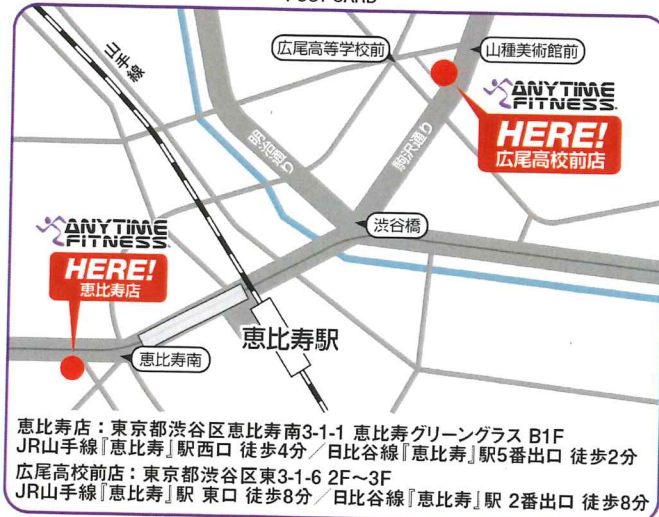 POST CARD
山手線
広尾高等学校前
山種美術館前
ANYTIME
FITNESS®
HERE!
広尾高校前店
明治通り
駒沢通り
渋谷橋
ANYTIME
FITNESS®
HERE!
恵比寿店
恵比寿駅
恵比寿南
恵比寿店：東京都渋谷区恵比寿南3-1-1 恵比寿グリーングラス B1F
JR山手線『恵比寿』駅西口 徒歩4分／日比谷線『恵比寿』駅5番出口 徒歩2分
広尾高校前店：東京都渋谷区東3-1-6 2F～3F
JR山手線『恵比寿』駅 東口 徒歩8分／日比谷線『恵比寿』駅 2番出口 徒歩8分